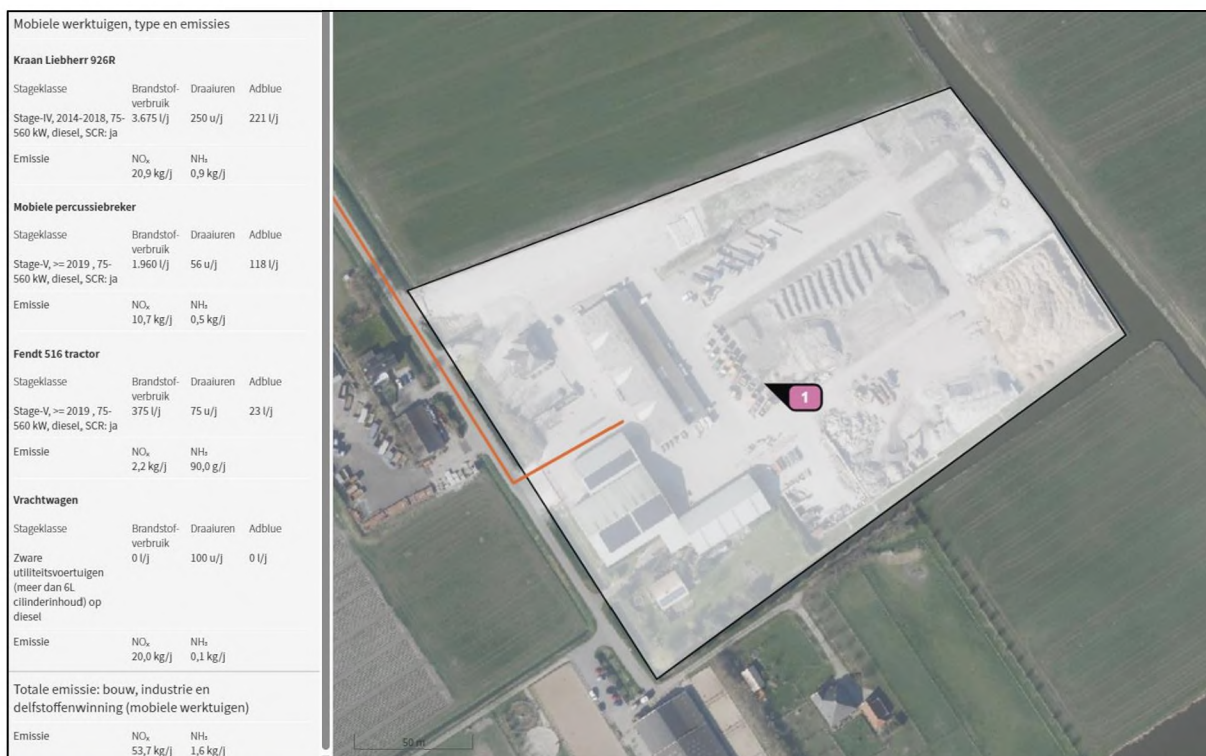 Mobiele werktuigen, type en emissies
Kraan Liebherr 926R
Stageklasse Brandstof- Draaiuren Adblue
verbruik
Stage-IV, 2014-2018, 75- 3.675 l/j 250 u/j 221 l/j
560 kW, diesel, SCR: ja
Emissie NOₓ NH₃
20,9 kg/j 0,9 kg/j
Mobiele percussiebreker
Stageklasse Brandstof- Draaiuren Adblue
verbruik
Stage-V, >= 2019 , 75- 1.960 l/j 56 u/j 118 l/j
560 kW, diesel, SCR: ja
Emissie NOₓ NH₃
10,7 kg/j 0,5 kg/j
Fendt 516 tractor
Stageklasse Brandstof- Draaiuren Adblue
verbruik
Stage-V, >= 2019 , 75- 375 l/j 75 u/j 23 l/j
560 kW, diesel, SCR: ja
Emissie NOₓ NH₃
2,2 kg/j 90,0 g/j
Vrachtwagen
Stageklasse Brandstof- Draaiuren Adblue
verbruik
Zware 0 l/j 100 u/j 0 l/j
utiliteitsvoertuigen
(meer dan 6L
cilinderinhoud) op
diesel
Emissie NOₓ NH₃
20,0 kg/j 0,1 kg/j
Totale emissie: bouw, industrie en
delfstoffenwinning (mobiele werktuigen)
Emissie NOₓ NH₃
53,7 kg/j 1,6 kg/j
1
50 m